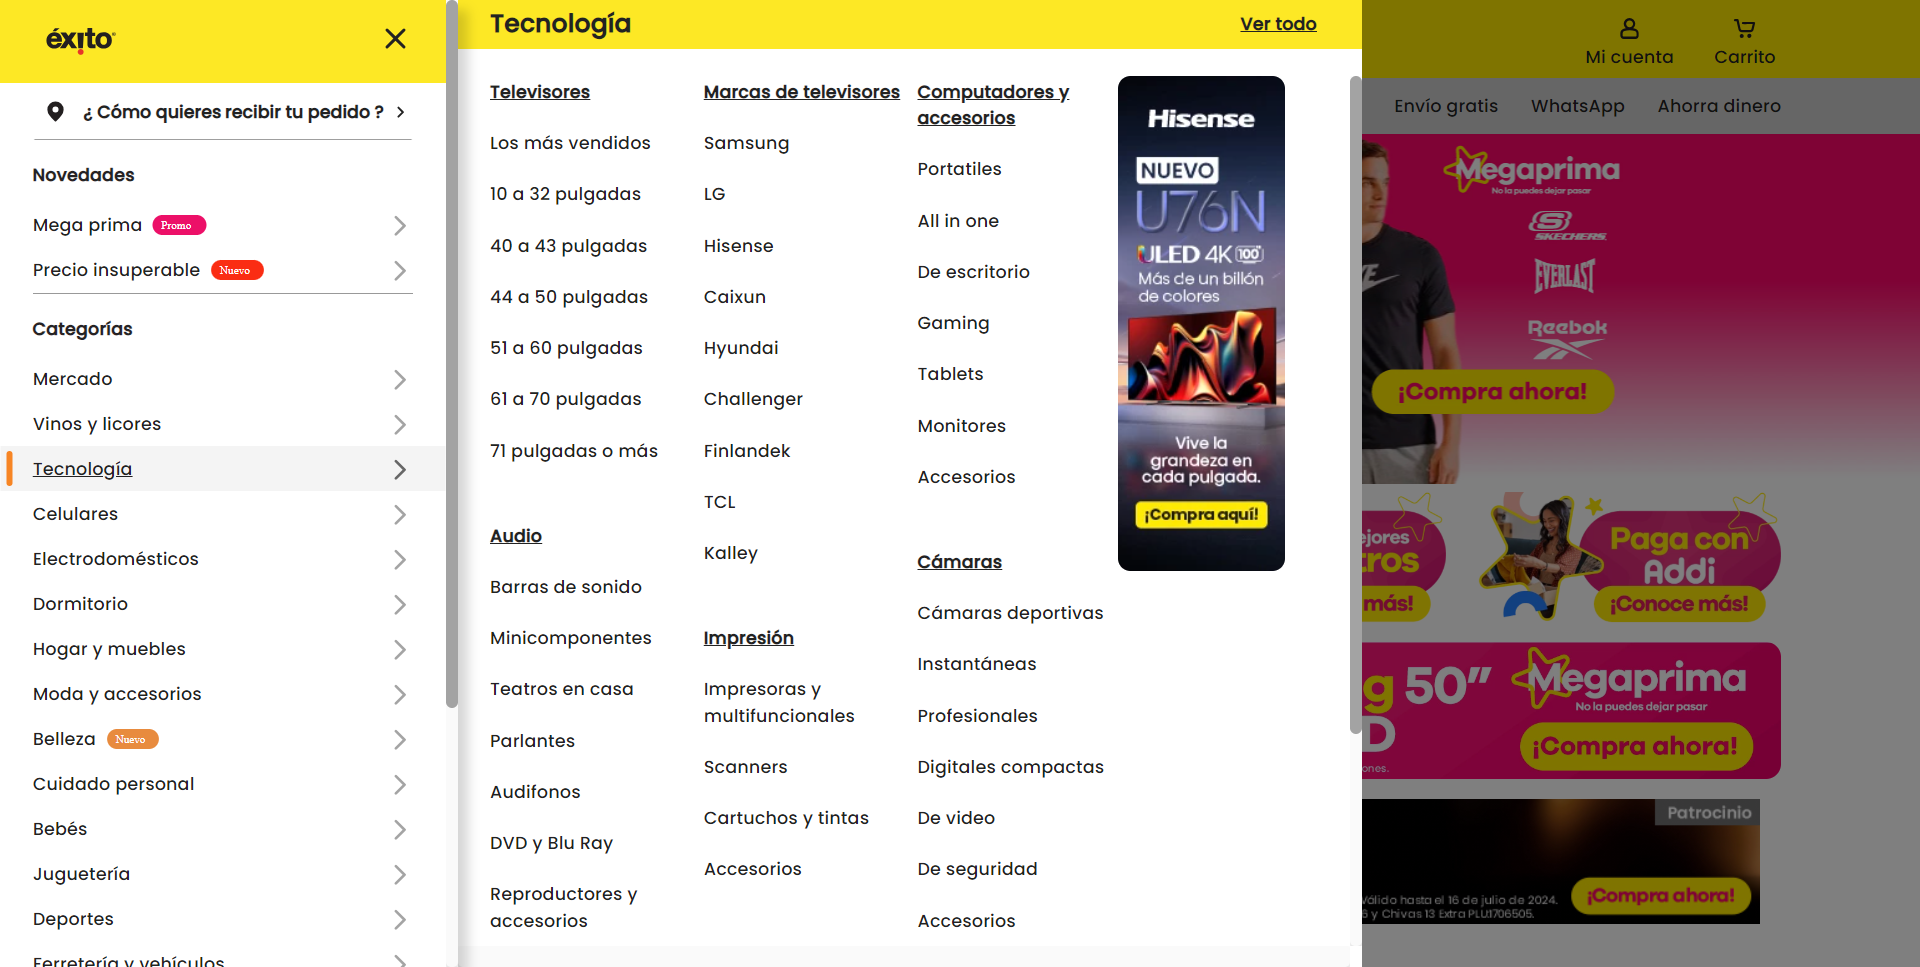 éxito
¿ Cómo quieres recibir tu pedido ?
Novedades
Mega prima Promo
Precio insuperable Nuevo
Categorías
Mercado
Vinos y licores
Tecnología
Celulares
Electrodomésticos
Dormitorio
Hogar y muebles
Moda y accesorios
Belleza Nuevo
Cuidado personal
Bebés
Juguetería
Deportes
Ferretería y vehículos
Tecnología
Ver todo
Televisores
Los más vendidos
10 a 32 pulgadas
40 a 43 pulgadas
44 a 50 pulgadas
51 a 60 pulgadas
61 a 70 pulgadas
71 pulgadas o más
Audio
Barras de sonido
Minicomponentes
Teatros en casa
Parlantes
Audifonos
DVD y Blu Ray
Reproductores y
accesorios
Marcas de televisores
Samsung
LG
Hisense
Caixun
Hyundai
Challenger
Finlandek
TCL
Kalley
Impresión
Impresoras y
multifuncionales
Scanners
Cartuchos y tintas
Accesorios
Computadores y
accesorios
Portatiles
All in one
De escritorio
Gaming
Tablets
Monitores
Accesorios
Cámaras
Cámaras deportivas
Instantáneas
Profesionales
Digitales compactas
De video
De seguridad
Accesorios
Hisense
NUEVO
U76N
ULED 4K 100
Más de un billón
de colores
Vive la
grandeza en
cada pulgada.
¡Compra aquí!
Mi cuenta
Carrito
Envío gratis
WhatsApp
Ahorra dinero
Megaprima
No la puedes dejar pasar
SKECHERS
EVERLAST
Reebok
¡Compra ahora!
ejores
tros
más!
Paga con
Addi
¡Conoce más!
g 50”
D
ones.
Megaprima
No la puedes dejar pasar
¡Compra ahora!
Patrocinio
Válido hasta el 16 de julio de 2024.
6 y Chivas 13 Extra PLU1706505.
¡Compra ahora!